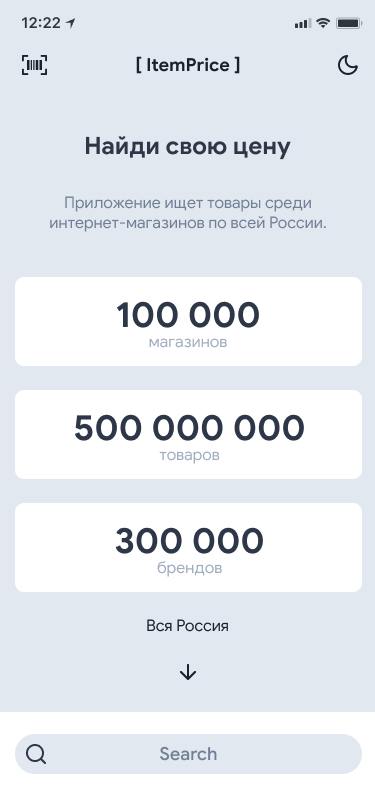 12:22
[ ItemPrice ]
Найди свою цену
Приложение ищет товары среди
интернет-магазинов по всей России.
100 000
магазинов
500 000 000
товаров
300 000
брендов
Вся Россия
Search